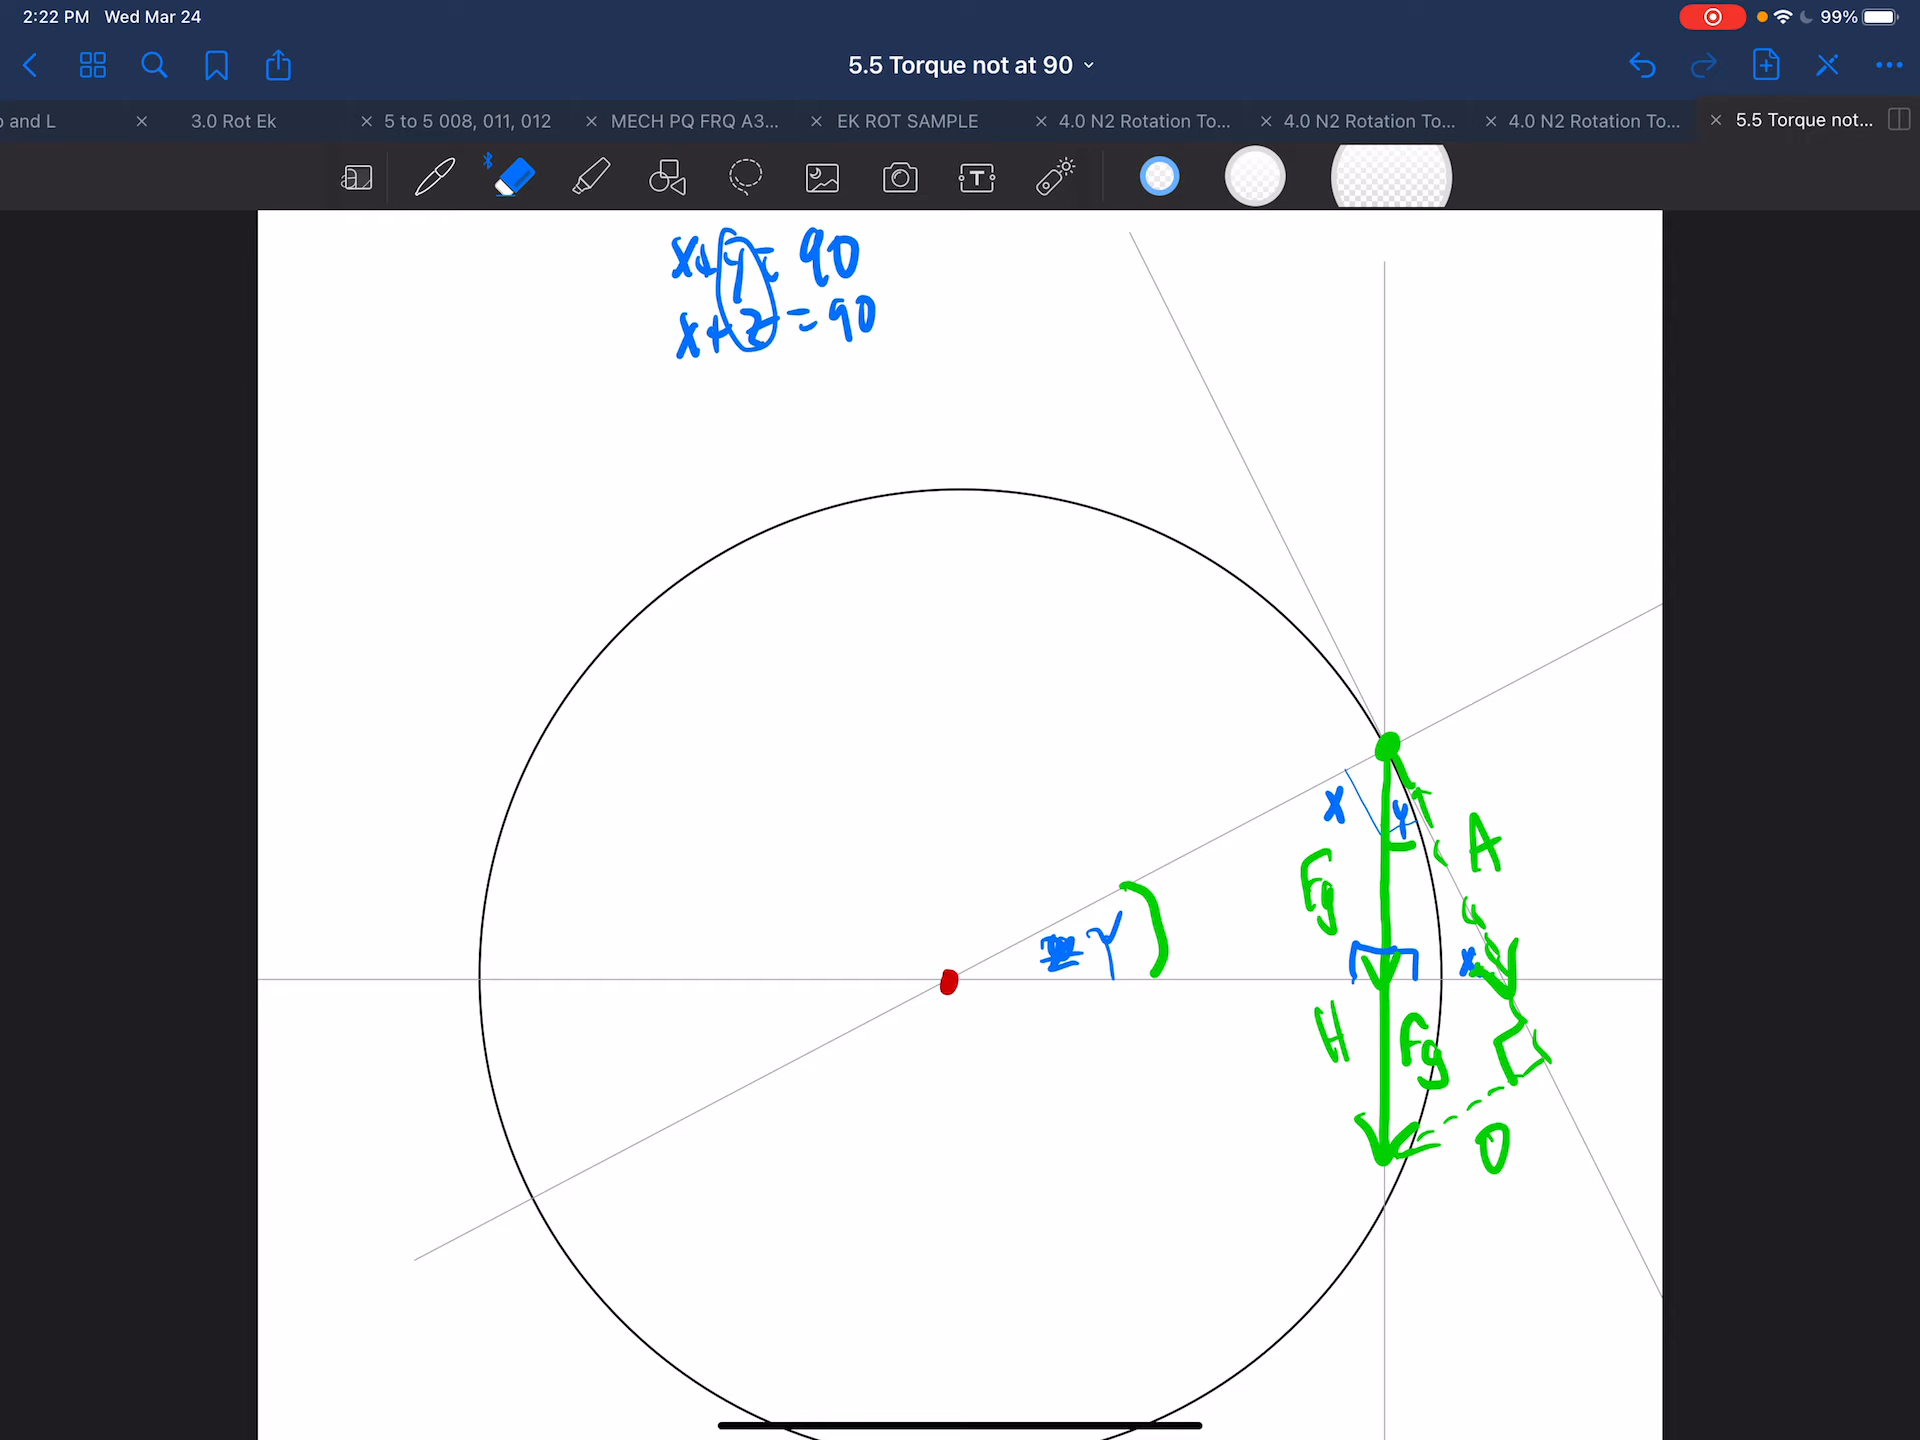 2:22 PM Wed Mar 24
99%
5.5 Torque not at 90
o and L
3.0 Rot Ek
5 to 5 008, 011, 012
MECH PQ FRQ A3...
EK ROT SAMPLE
4.0 N2 Rotation To...
4.0 N2 Rotation To...
4.0 N2 Rotation To...
5.5 Torque not...
T
x+y = 90
x+z = 90
x
y
A
Fg
y
x
H
Fg
O